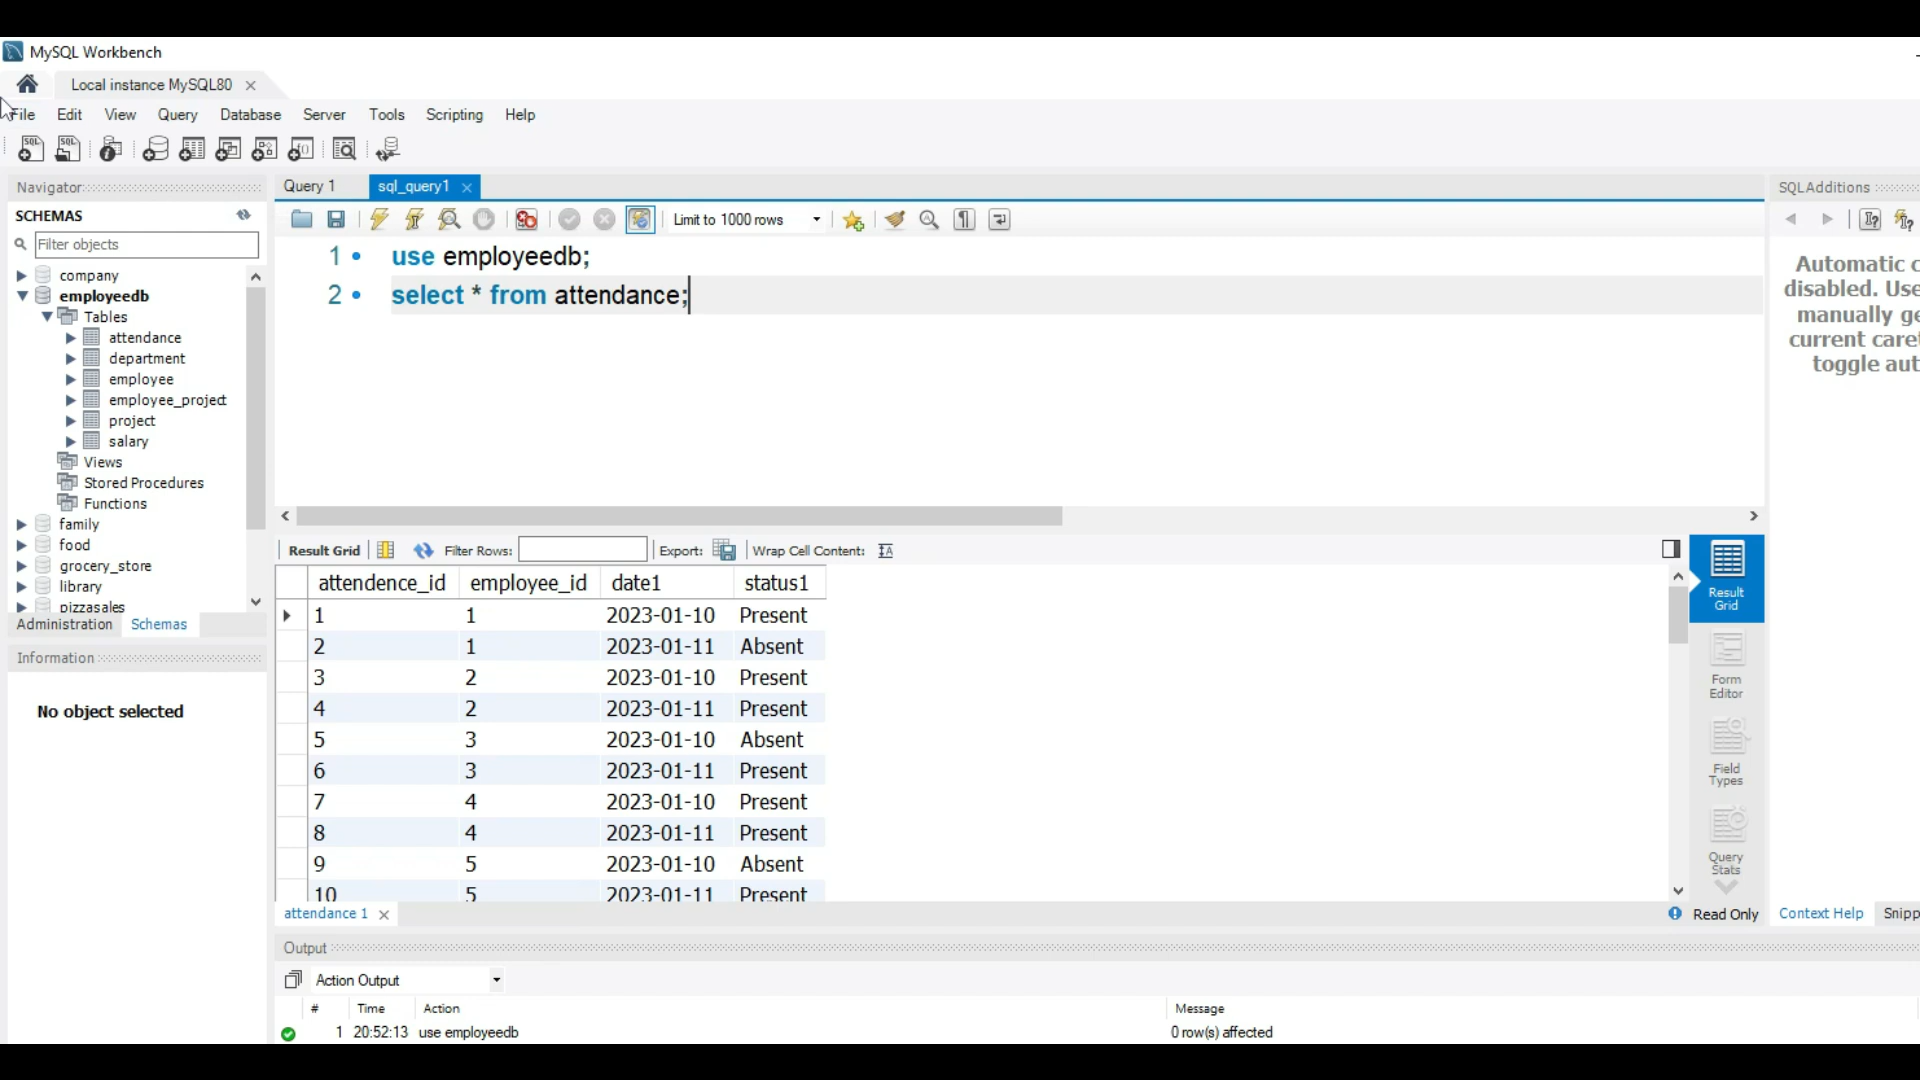 MySQL Workbench
Local instance MySQL80
File Edit View Query Database Server Tools Scripting Help
Navigator
SCHEMAS
Filter objects
company
employeedb
Tables
attendance
department
employee
employee_project
project
salary
Views
Stored Procedures
Functions
family
food
grocery_store
library
pizzasales
Administration Schemas
Information
No object selected
Query 1 sql_query1
Limit to 1000 rows
1 use employeedb;
2 select * from attendance;
Result Grid Filter Rows: Export: Wrap Cell Content:
attendence_id employee_id date1 status1
1 1 2023-01-10 Present
2 1 2023-01-11 Absent
3 2 2023-01-10 Present
4 2 2023-01-11 Present
5 3 2023-01-10 Absent
6 3 2023-01-11 Present
7 4 2023-01-10 Present
8 4 2023-01-11 Present
9 5 2023-01-10 Absent
10 5 2023-01-11 Present
Result
Grid
Form
Editor
Field
Types
Query
Stats
attendance 1
Read Only
Output
Action Output
# Time Action Message
1 20:52:13 use employeedb 0 row(s) affected
SQLAdditions
Automatic c
disabled. Use
manually ge
current caret
toggle aut
Context Help Snipp